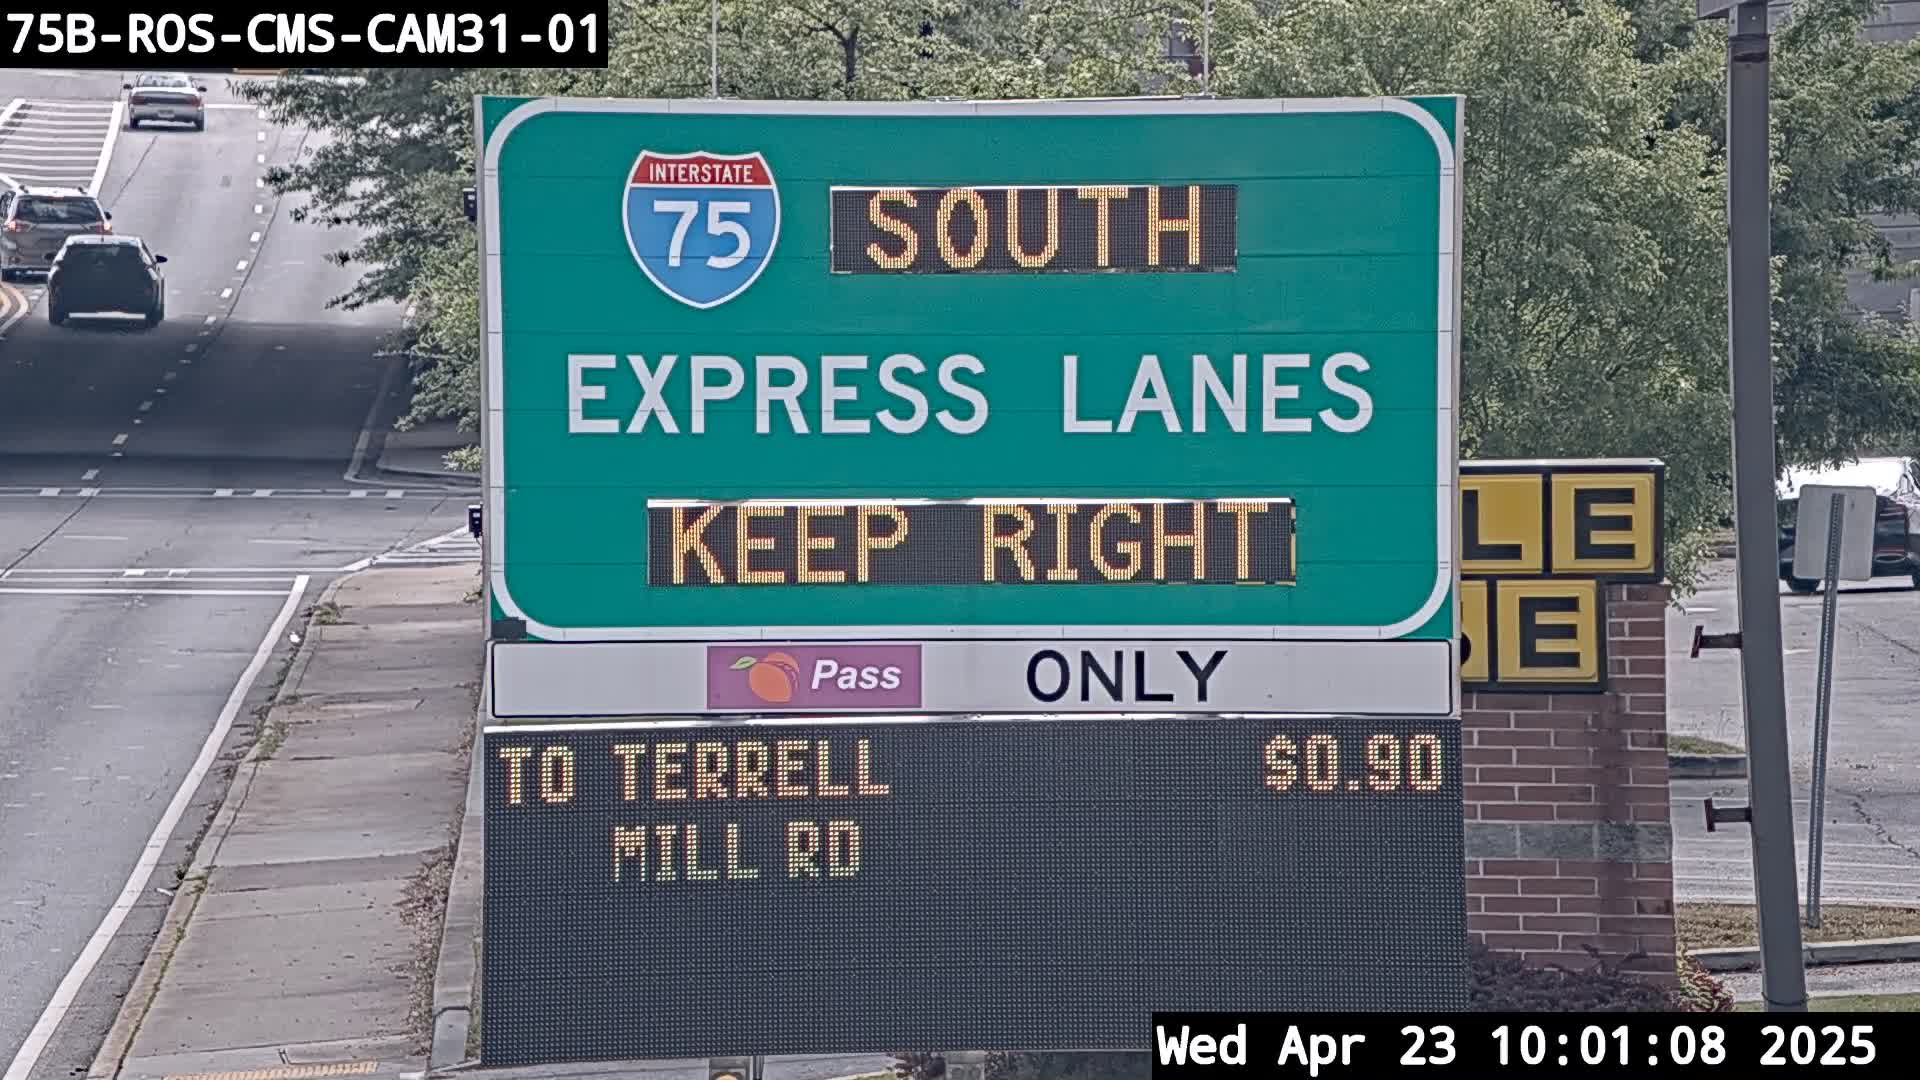 75B-ROS-CMS-CAM31-01
INTERSTATE
75
SOUTH
EXPRESS LANES
KEEP RIGHT
LE
E
Pass ONLY
TO TERRELL $0.90
MILL RD
Wed Apr 23 10:01:08 2025